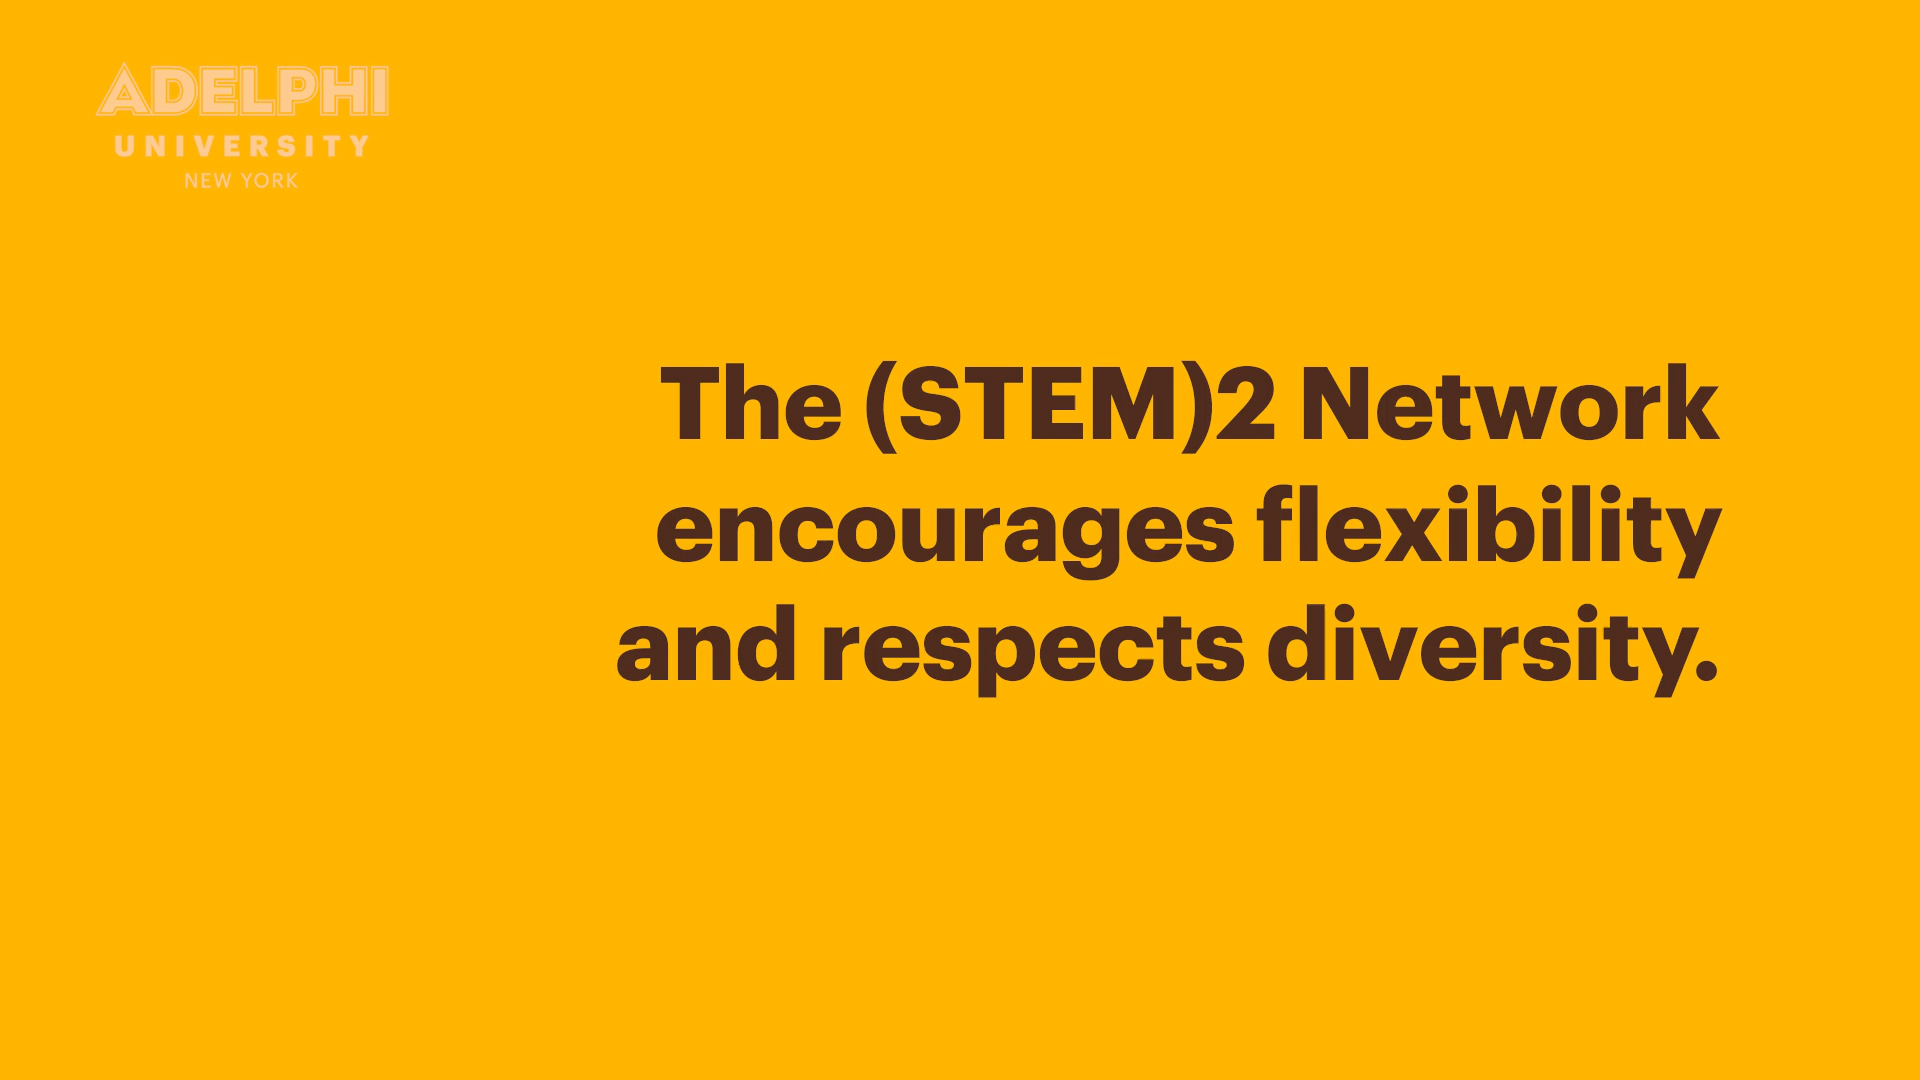 ADELPHI
UNIVERSITY
NEW YORK
The (STEM)2 Network
encourages flexibility
and respects diversity.